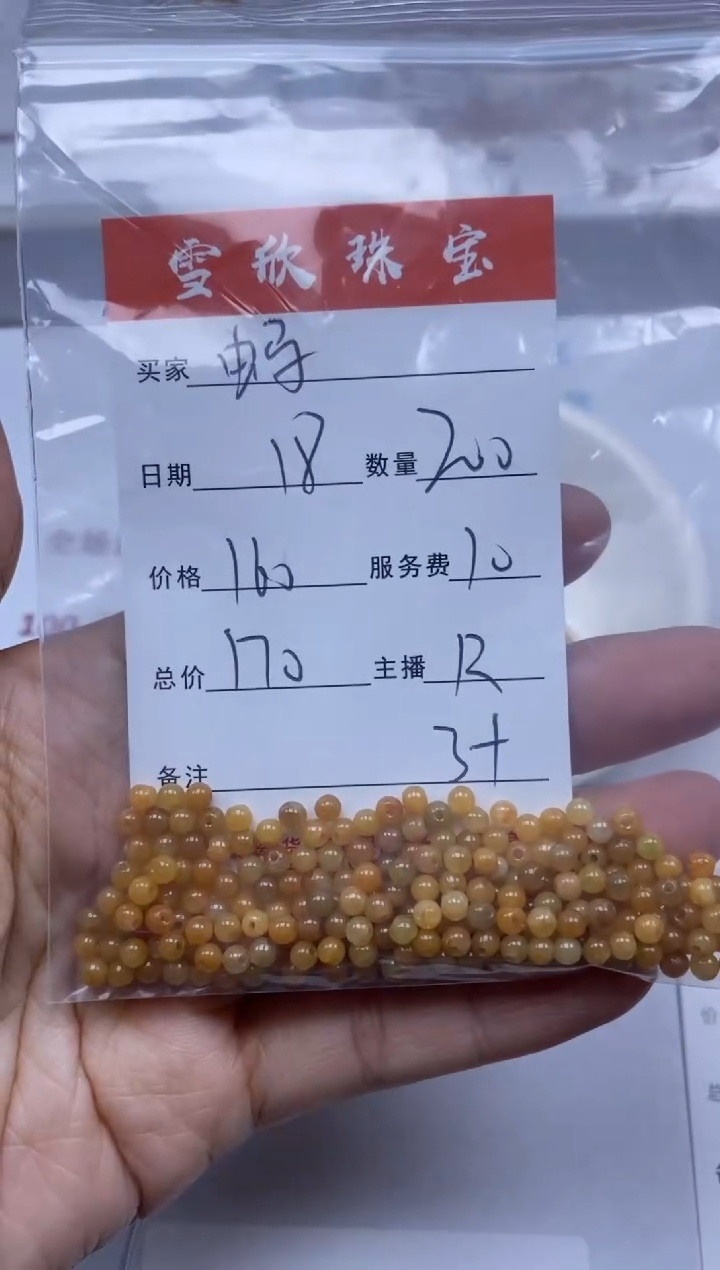 雪欣珠宝
买家 蚂
日期 18 数量 200
价格 160 服务费 10
总价 170 主播 R
备注 3+
100